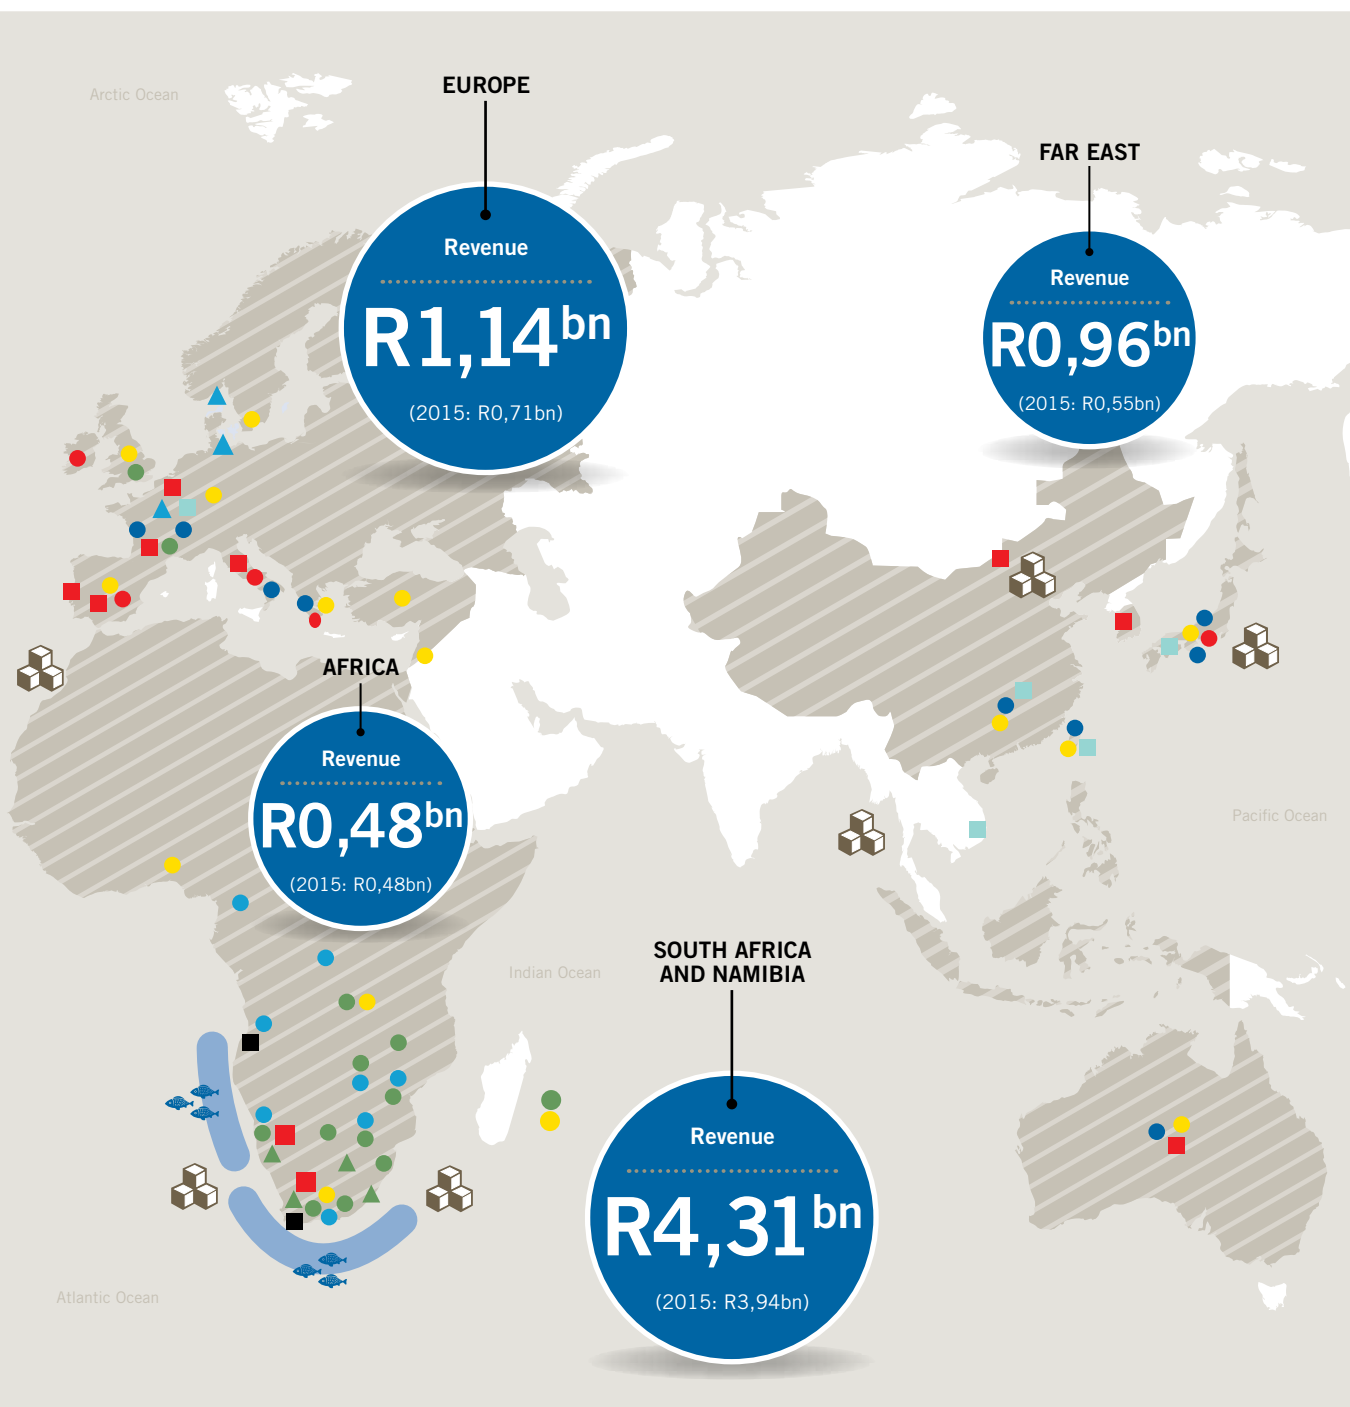 Arctic Ocean
EUROPE
Revenue
R1,14bn
(2015: R0,71bn)
FAR EAST
Revenue
R0,96bn
(2015: R0,55bn)
AFRICA
Revenue
R0,48bn
(2015: R0,48bn)
Pacific Ocean
Indian Ocean
SOUTH AFRICA
AND NAMIBIA
Revenue
R4,31bn
(2015: R3,94bn)
Atlantic Ocean